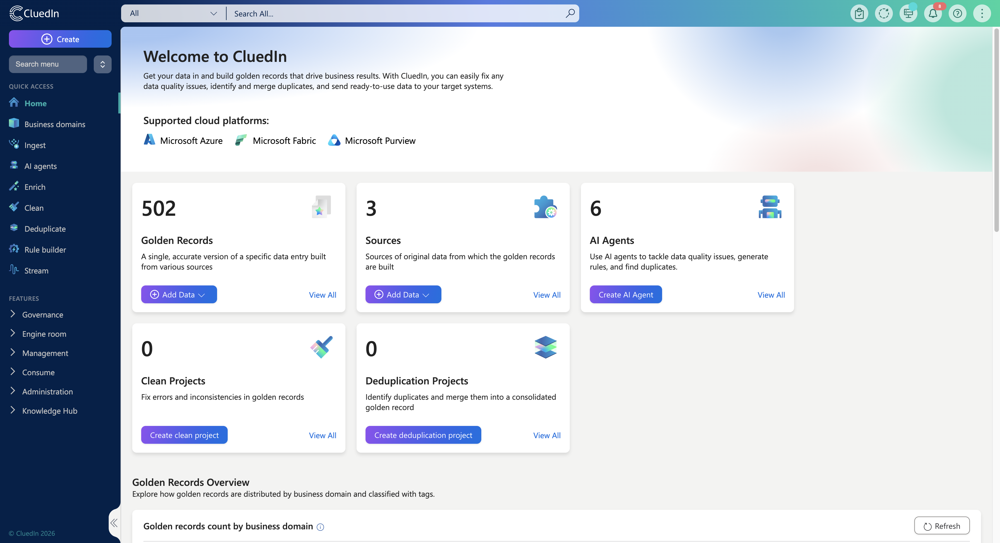 CluedIn
All
Search All...
8
Create
Search menu
QUICK ACCESS
Home
Business domains
Ingest
AI agents
Enrich
Clean
Deduplicate
Rule builder
Stream
FEATURES
Governance
Engine room
Management
Consume
Administration
Knowledge Hub
© CluedIn 2026
Welcome to CluedIn
Get your data in and build golden records that drive business results. With CluedIn, you can easily fix any
data quality issues, identify and merge duplicates, and send ready-to-use data to your target systems.
Supported cloud platforms:
Microsoft Azure
Microsoft Fabric
Microsoft Purview
502
Golden Records
A single, accurate version of a specific data entry built
from various sources
Add Data
View All
3
Sources
Sources of original data from which the golden records
are built
Add Data
View All
6
AI Agents
Use AI agents to tackle data quality issues, generate
rules, and find duplicates.
Create AI Agent
View All
0
Clean Projects
Fix errors and inconsistencies in golden records
Create clean project
View All
0
Deduplication Projects
Identify duplicates and merge them into a consolidated
golden record
Create deduplication project
View All
Golden Records Overview
Explore how golden records are distributed by business domain and classified with tags.
Golden records count by business domain
Refresh